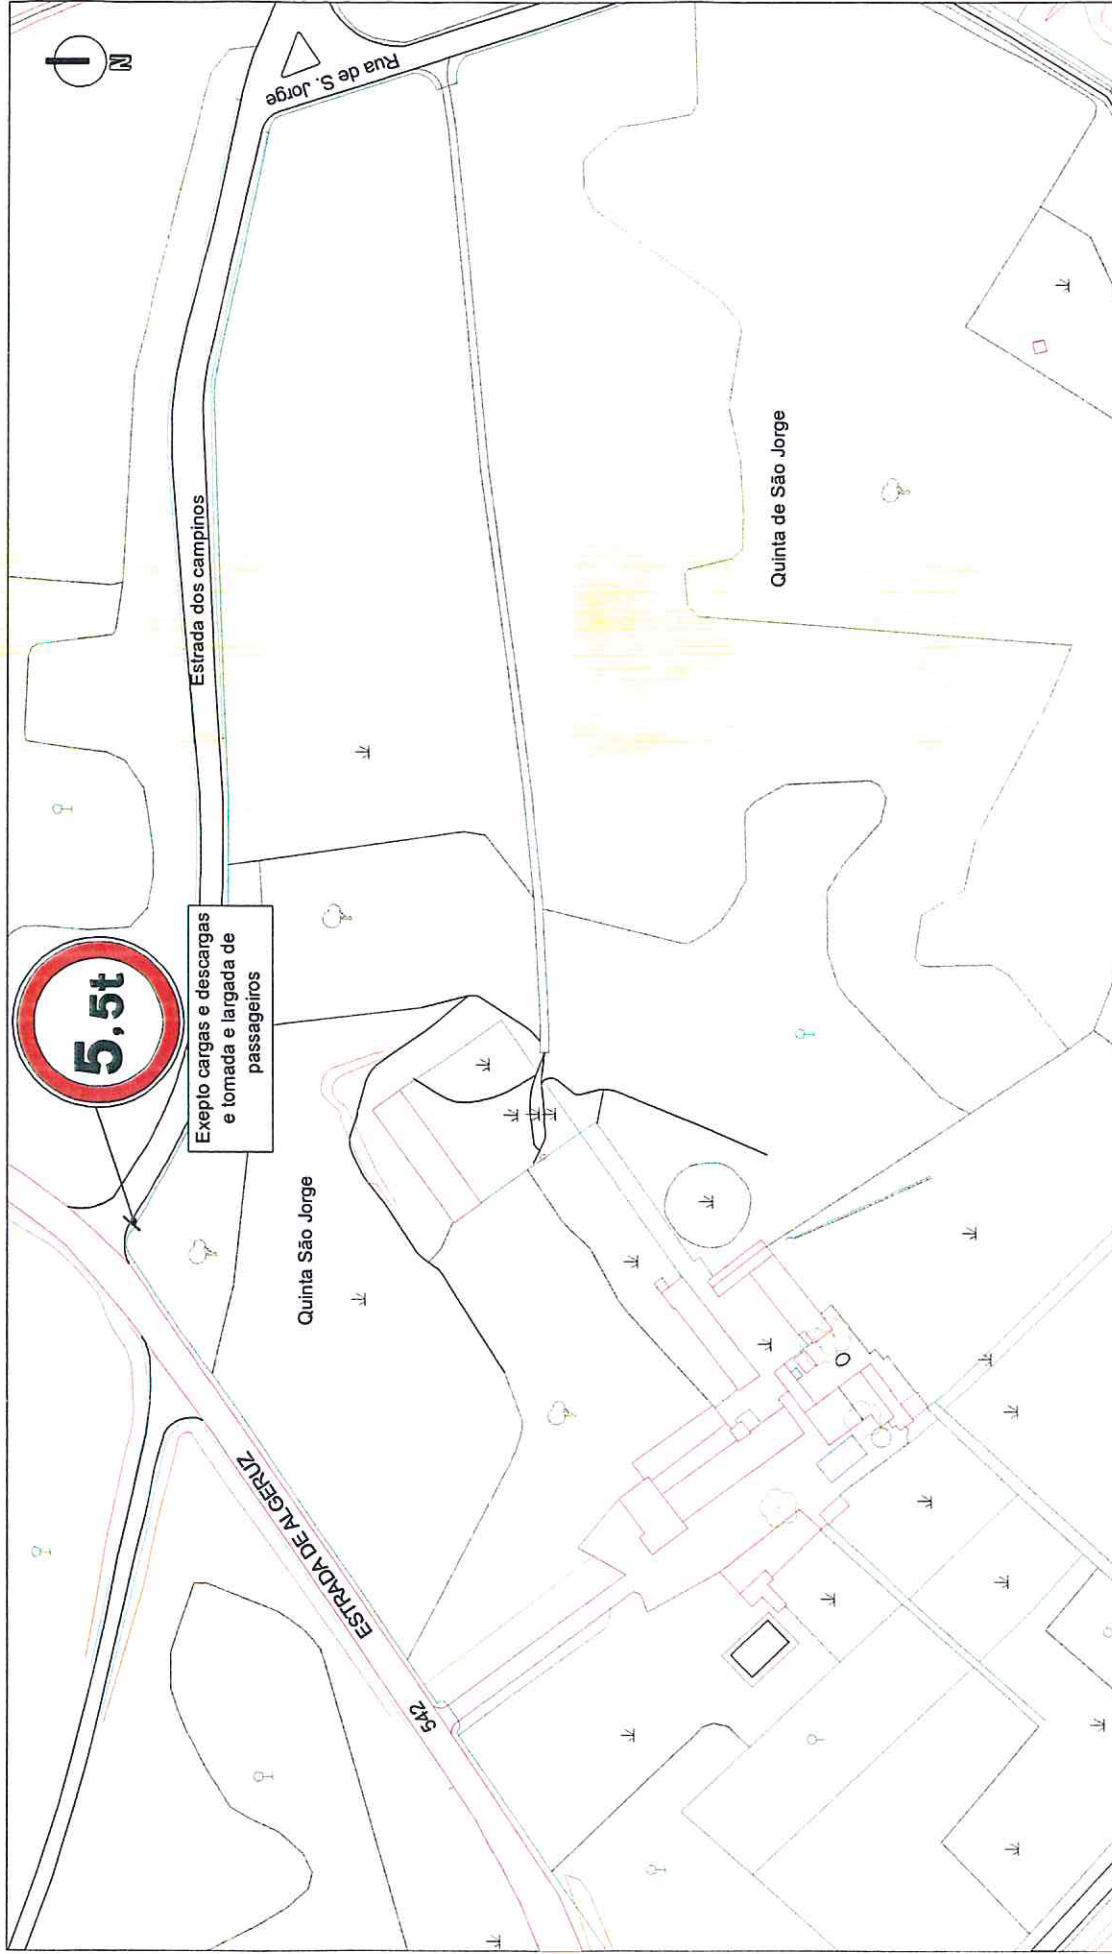 N
Rua de S. Jorge
Estrada dos campinos
5,5t
Exepto cargas e descargas
e tomada e largada de
passageiros
Quinta São Jorge
Quinta de São Jorge
ESTRADA DE ALGERUZ
542